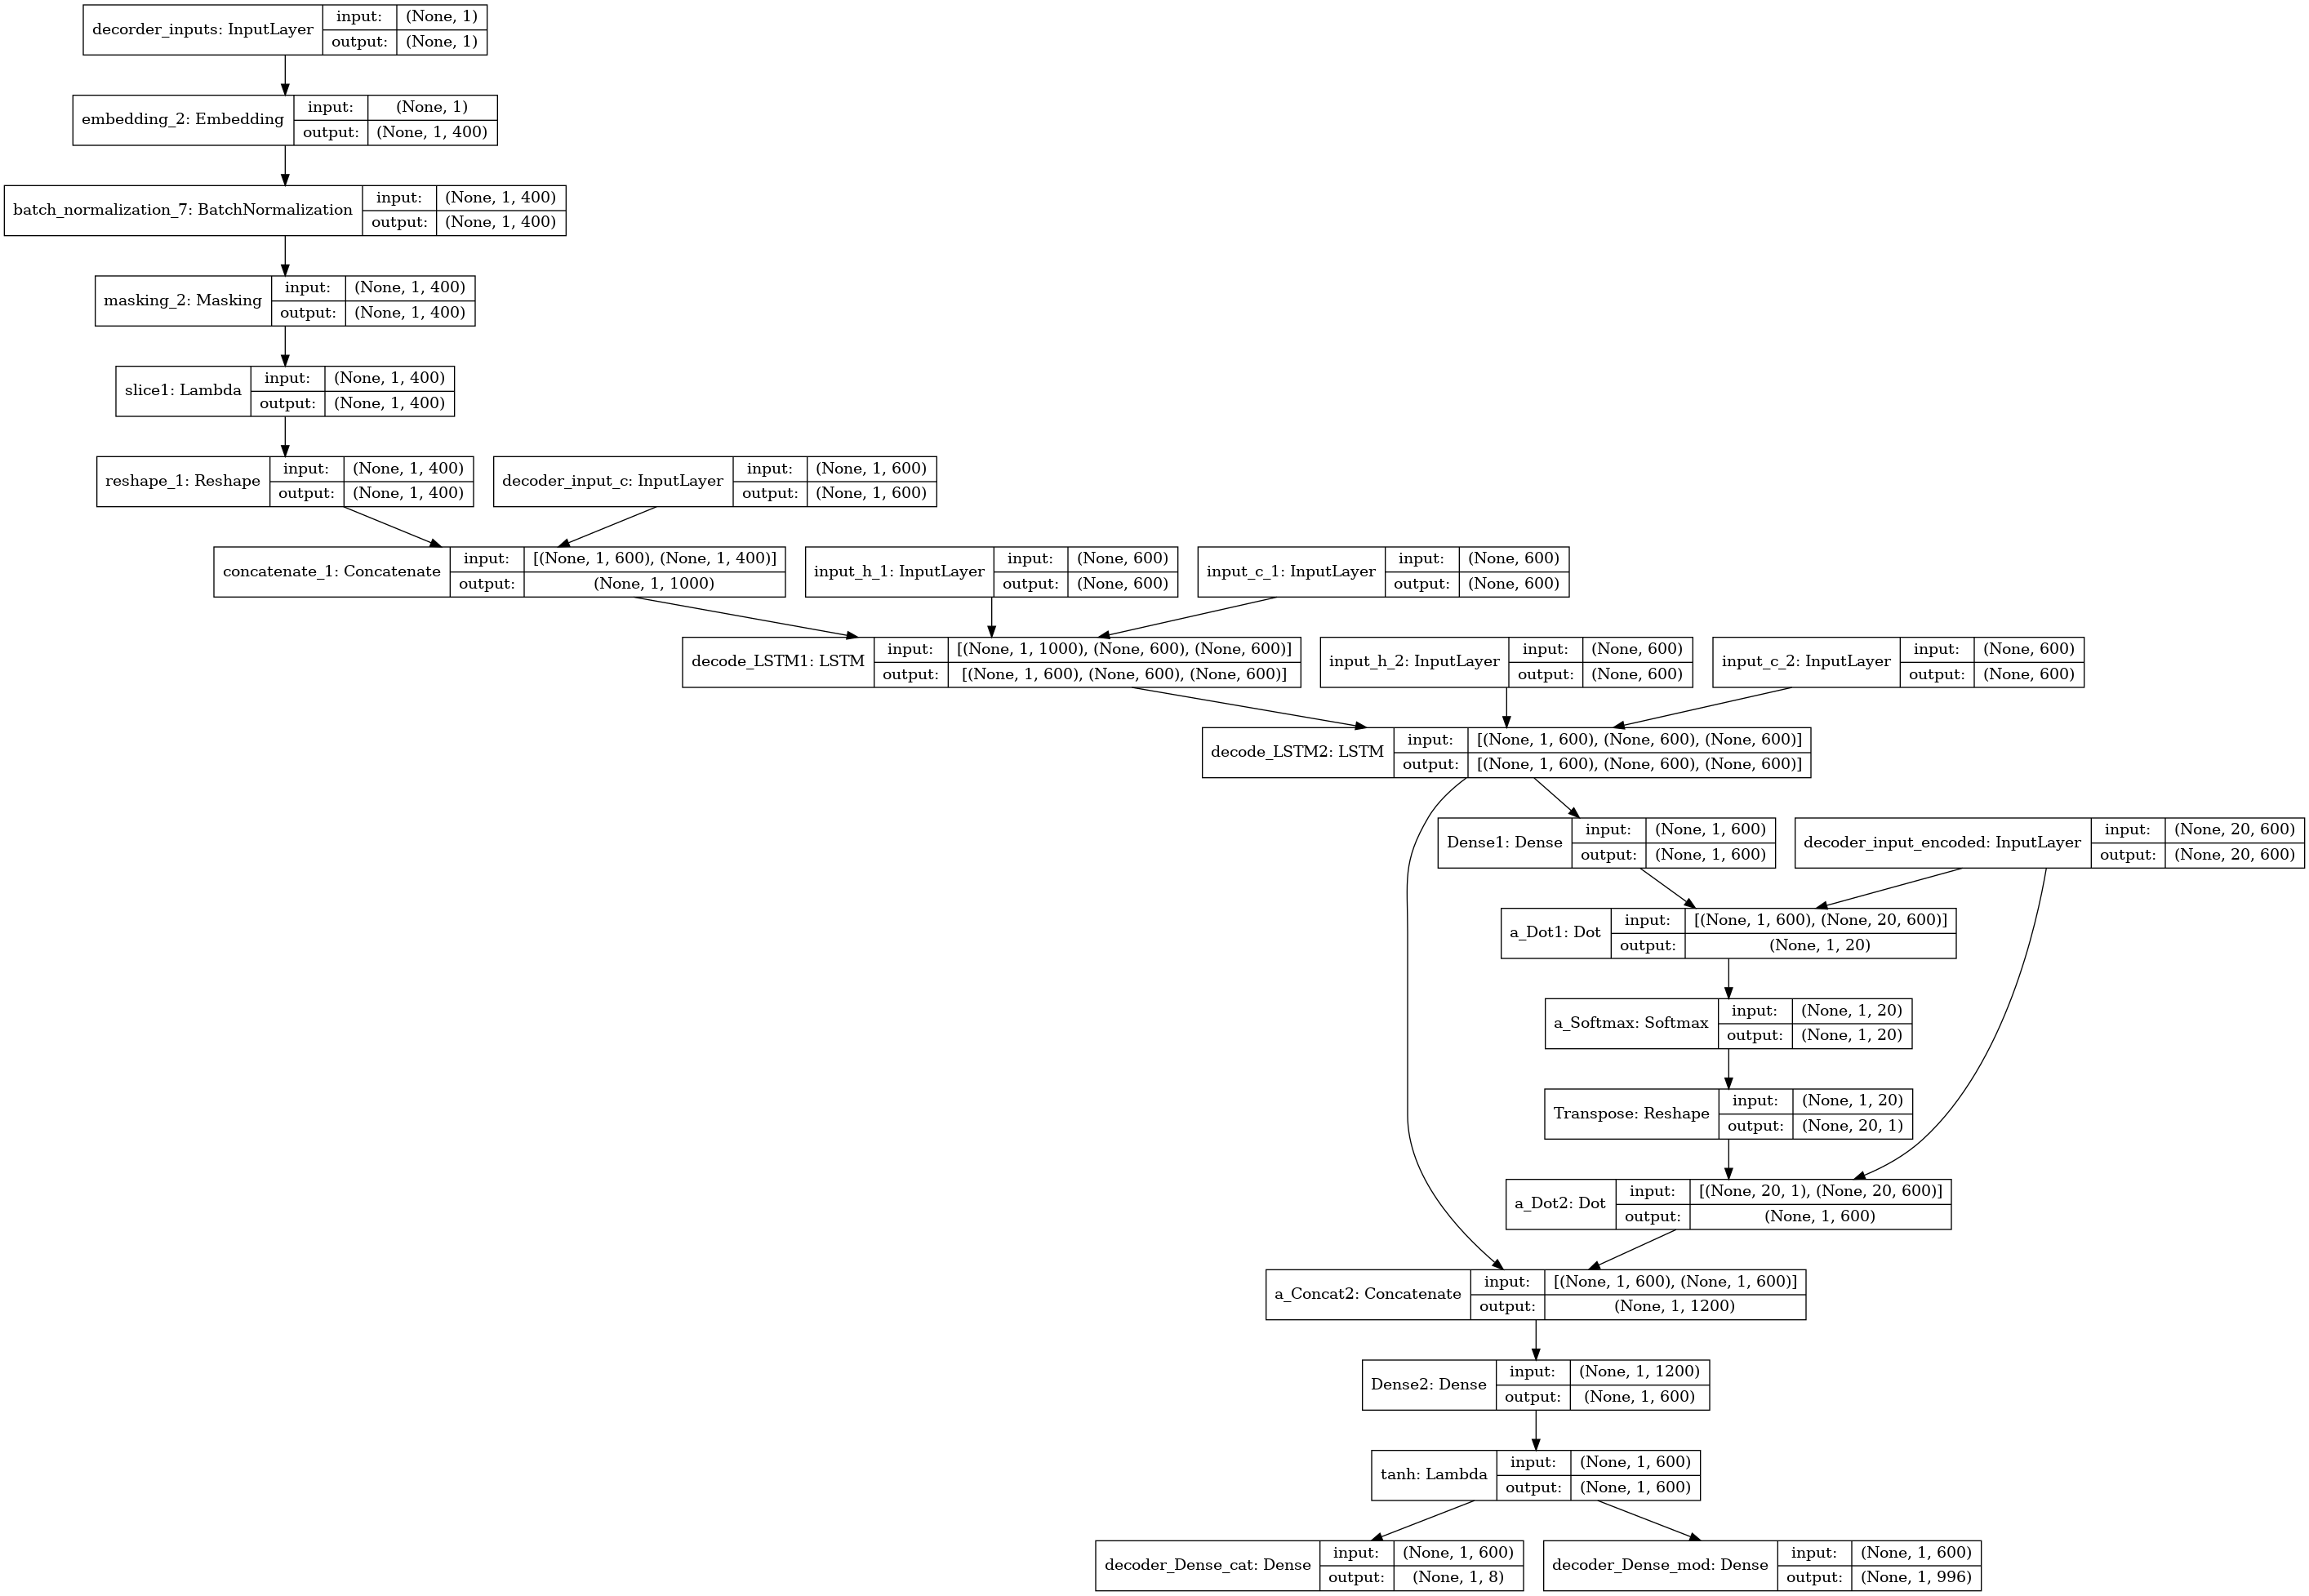 decorder_inputs: InputLayer input: (None, 1)
output: (None, 1)
embedding_2: Embedding input: (None, 1)
output: (None, 1, 400)
batch_normalization_7: BatchNormalization input: (None, 1, 400)
output: (None, 1, 400)
masking_2: Masking input: (None, 1, 400)
output: (None, 1, 400)
slice1: Lambda input: (None, 1, 400)
output: (None, 1, 400)
reshape_1: Reshape input: (None, 1, 400)
output: (None, 1, 400)
decoder_input_c: InputLayer input: (None, 1, 600)
output: (None, 1, 600)
concatenate_1: Concatenate input: [(None, 1, 600), (None, 1, 400)]
output: (None, 1, 1000)
input_h_1: InputLayer input: (None, 600)
output: (None, 600)
input_c_1: InputLayer input: (None, 600)
output: (None, 600)
decode_LSTM1: LSTM input: [(None, 1, 1000), (None, 600), (None, 600)]
output: [(None, 1, 600), (None, 600), (None, 600)]
input_h_2: InputLayer input: (None, 600)
output: (None, 600)
input_c_2: InputLayer input: (None, 600)
output: (None, 600)
decode_LSTM2: LSTM input: [(None, 1, 600), (None, 600), (None, 600)]
output: [(None, 1, 600), (None, 600), (None, 600)]
Dense1: Dense input: (None, 1, 600)
output: (None, 1, 600)
decoder_input_encoded: InputLayer input: (None, 20, 600)
output: (None, 20, 600)
a_Dot1: Dot input: [(None, 1, 600), (None, 20, 600)]
output: (None, 1, 20)
a_Softmax: Softmax input: (None, 1, 20)
output: (None, 1, 20)
Transpose: Reshape input: (None, 1, 20)
output: (None, 20, 1)
a_Dot2: Dot input: [(None, 20, 1), (None, 20, 600)]
output: (None, 1, 600)
a_Concat2: Concatenate input: [(None, 1, 600), (None, 1, 600)]
output: (None, 1, 1200)
Dense2: Dense input: (None, 1, 1200)
output: (None, 1, 600)
tanh: Lambda input: (None, 1, 600)
output: (None, 1, 600)
decoder_Dense_cat: Dense input: (None, 1, 600)
output: (None, 1, 8)
decoder_Dense_mod: Dense input: (None, 1, 600)
output: (None, 1, 996)